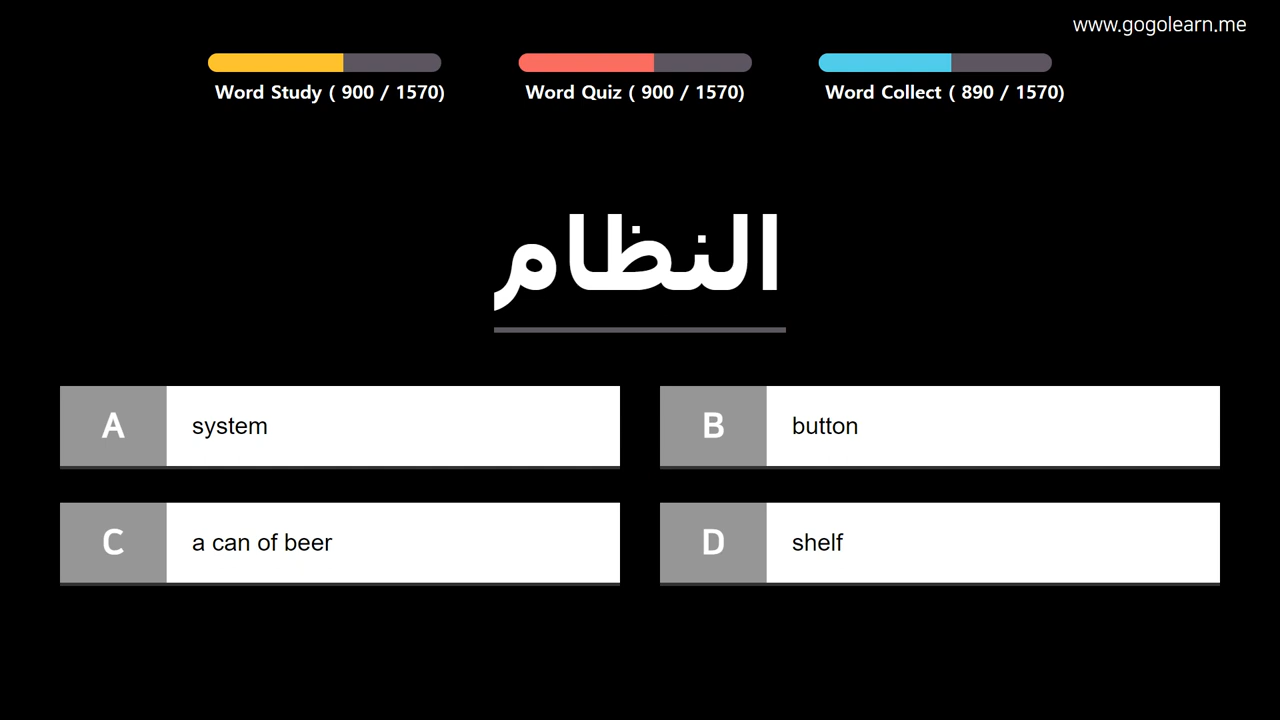 www.gogolearn.me
Word Study ( 900 / 1570)
Word Quiz ( 900 / 1570)
Word Collect ( 890 / 1570)
النظام
A system
B button
C a can of beer
D shelf